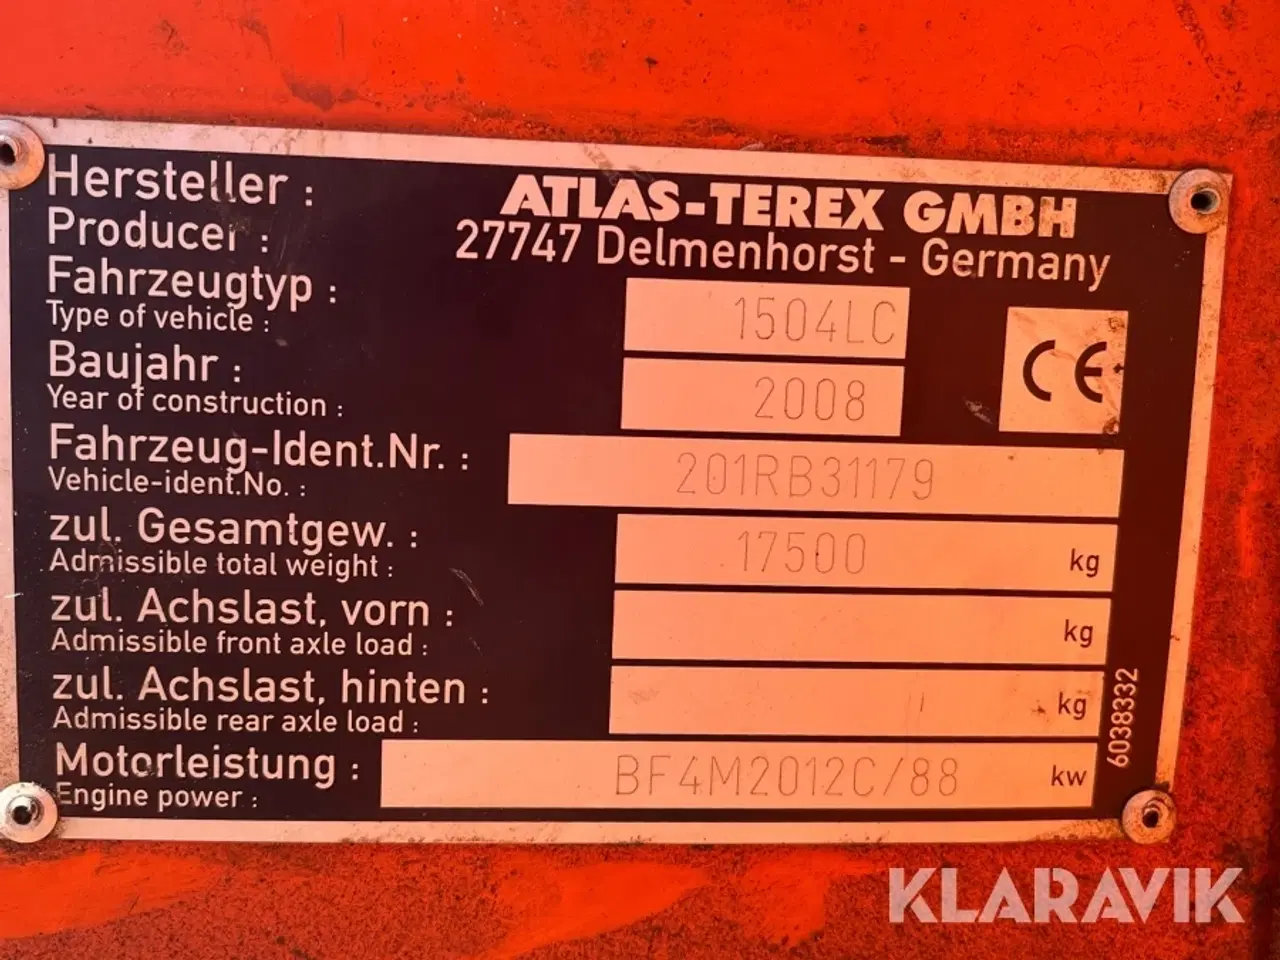 Hersteller :
ATLAS-TEREX GMBH
Producer :
27747 Delmenhorst - Germany
Fahrzeugtyp :
1504LC
Type of vehicle :
CE
Baujahr :
2008
Year of construction :
Fahrzeug-Ident.Nr. :
201RB31179
Vehicle-ident.No. :
zul. Gesamtgew. :
17500 kg
Admissible total weight :
zul. Achslast, vorn :
kg
Admissible front axle load :
zul. Achslast, hinten :
kg
Admissible rear axle load :
Motorleistung :
BF4M2012C/88 kw
Engine power :
6038332
KLARAVIK